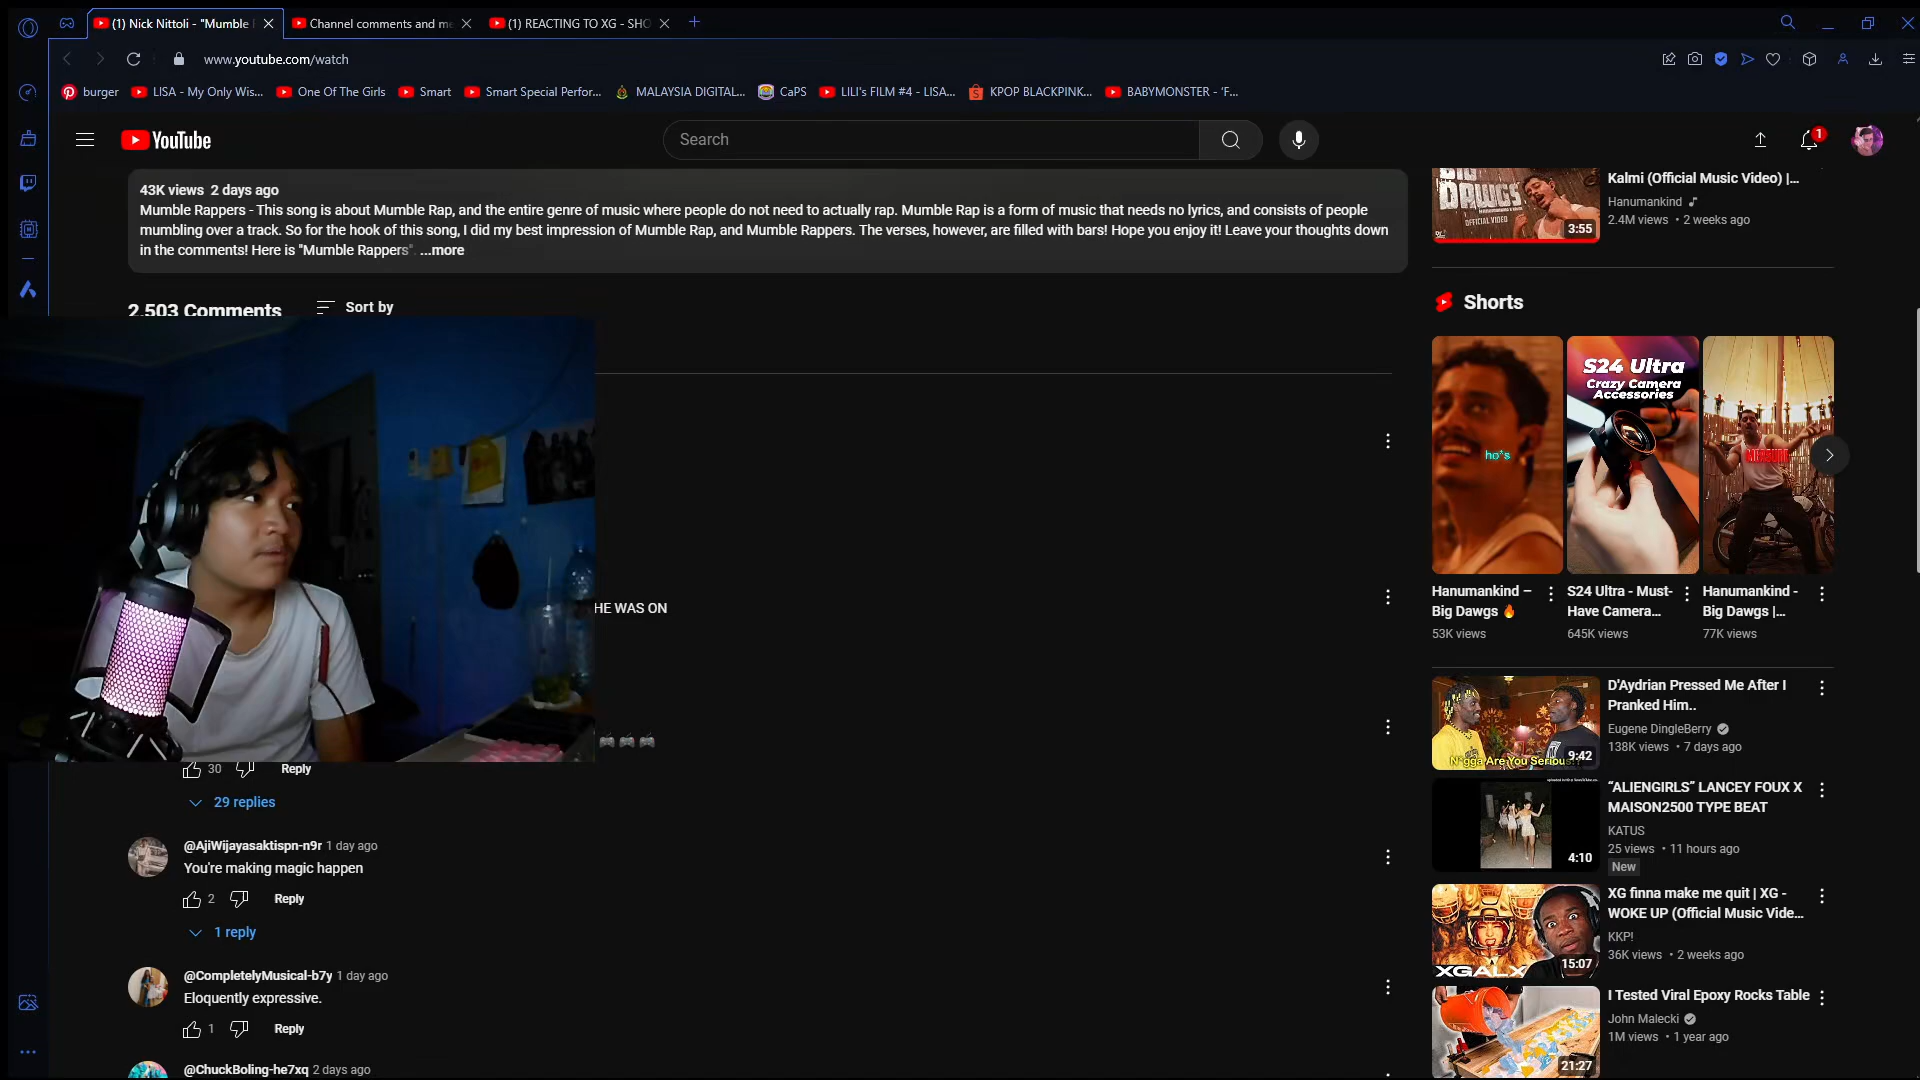 (1) Nick Nittoli - "Mumble
Channel comments and me
(1) REACTING TO XG - SHO
www.youtube.com/watch
burger
LISA - My Only Wis...
One Of The Girls
Smart
Smart Special Perfor...
MALAYSIA DIGITAL...
CaPS
LILI's FILM #4 - LISA...
KPOP BLACKPINK...
BABYMONSTER - 'F...
YouTube
Search
1
43K views 2 days ago
Mumble Rappers - This song is about Mumble Rap, and the entire genre of music where people do not need to actually rap. Mumble Rap is a form of music that needs no lyrics, and consists of people
mumbling over a track. So for the hook of this song, I did my best impression of Mumble Rap, and Mumble Rappers. The verses, however, are filled with bars! Hope you enjoy it! Leave your thoughts down
in the comments! Here is "Mumble Rappers" ...more
2,503 Comments
Sort by
HE WAS ON
30
Reply
29 replies
@AjiWijayasaktispn-n9r 1 day ago
You're making magic happen
2
Reply
1 reply
@CompletelyMusical-b7y 1 day ago
Eloquently expressive.
1
Reply
@ChuckBoling-he7xq 2 days ago
DAWGS
OFFICIAL VIDEO
3:55
Kalmi (Official Music Video) |...
Hanumankind
2.4M views • 2 weeks ago
Shorts
ho*s
S24 Ultra
Crazy Camera
Accessories
Hanumankind –
Big Dawgs 🔥
53K views
S24 Ultra - Must-
Have Camera...
645K views
Hanumankind -
Big Dawgs |...
77K views
N*gga Are You Serious
9:42
D'Aydrian Pressed Me After I
Pranked Him..
Eugene DingleBerry
138K views • 7 days ago
4:10
“ALIENGIRLS” LANCEY FOUX X
MAISON2500 TYPE BEAT
KATUS
25 views • 11 hours ago
New
XGALX
15:07
XG finna make me quit | XG -
WOKE UP (Official Music Vide...
KKP!
36K views • 2 weeks ago
21:27
I Tested Viral Epoxy Rocks Table
John Malecki
1M views • 1 year ago